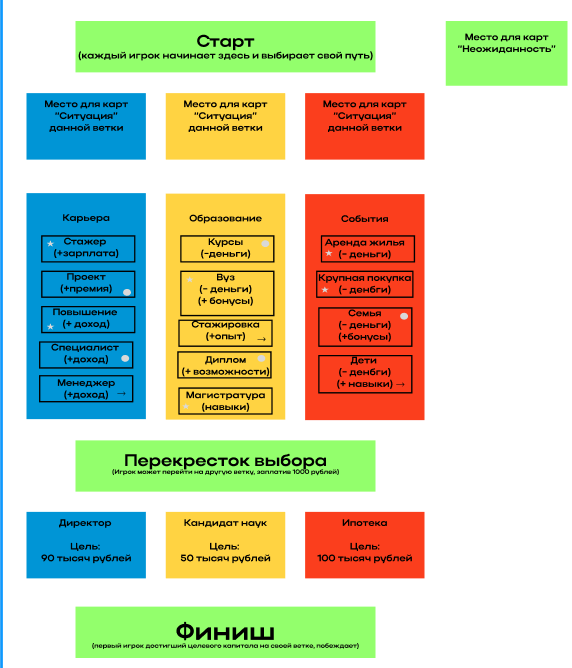 Старт
(каждый игрок начинает здесь и выбирает свой путь)
Место для карт
“Неожиданность”
Место для карт
“Ситуация”
данной ветки
Место для карт
“Ситуация”
данной ветки
Место для карт
“Ситуация”
данной ветки
Карьера
Стажер
(+зарплата)
Проект
(+премия)
Повышение
(+ доход)
Специалист
(+доход)
Менеджер
(+доход) →
Образование
Курсы
(-деньги)
Вуз
(- деньги)
(+ бонусы)
Стажировка
(+опыт) →
Диплом
(+ возможности)
Магистратура
(навыки)
События
Аренда жилья
(- деньги)
Крупная покупка
(- денбги)
Семья
(- деньги)
(+бонусы)
Дети
(- денбги)
(+ навыки) →
Перекресток выбора
(Игрок может перейти на другую ветку, заплатив 1000 рублей)
Директор
Цель:
90 тысяч рублей
Кандидат наук
Цель:
50 тысяч рублей
Ипотека
Цель:
100 тысяч рублей
Финиш
(первый игрок достигший целевого капитала на своей ветке, побеждает)